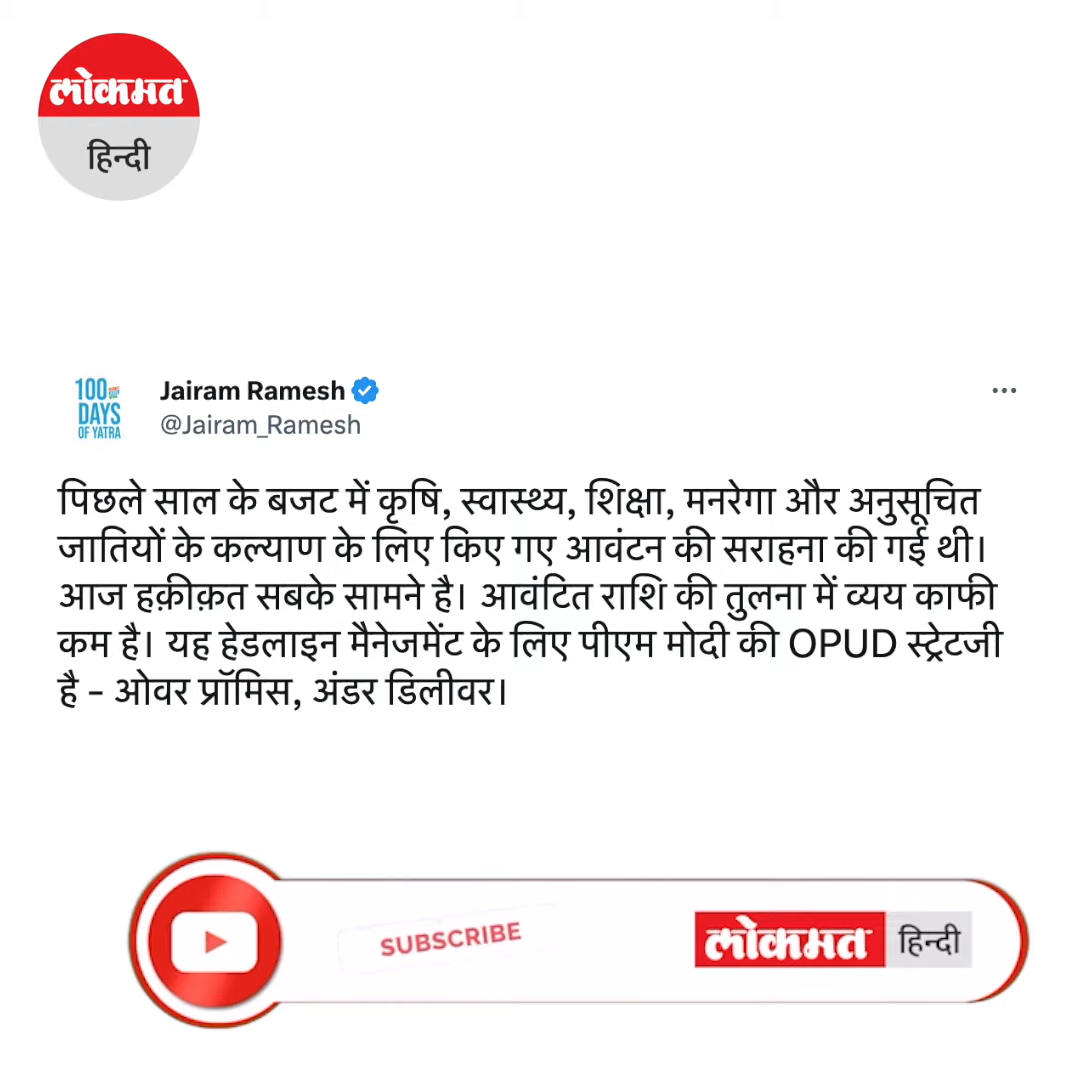 लोकमत
हिन्दी
100
DAYS
OF YATRA
Jairam Ramesh
@Jairam_Ramesh
पिछले साल के बजट में कृषि, स्वास्थ्य, शिक्षा, मनरेगा और अनुसूचित
जातियों के कल्याण के लिए किए गए आवंटन की सराहना की गई थी।
आज हक़ीक़त सबके सामने है। आवंटित राशि की तुलना में व्यय काफी
कम है। यह हेडलाइन मैनेजमेंट के लिए पीएम मोदी की OPUD स्ट्रेटजी
है – ओवर प्रॉमिस, अंडर डिलीवर।
SUBSCRIBE
लोकमत हिन्दी